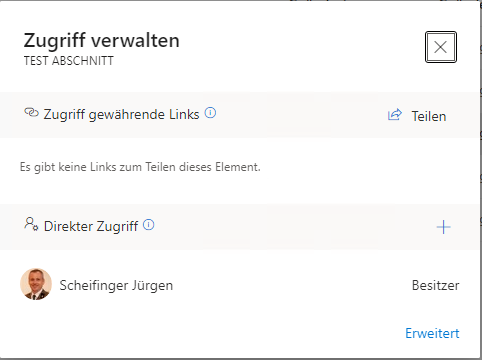 Zugriff verwalten
TEST ABSCHNITT
Zugriff gewährende Links
Teilen
Es gibt keine Links zum Teilen dieses Element.
Direkter Zugriff
Scheifinger Jürgen
Besitzer
Erweitert